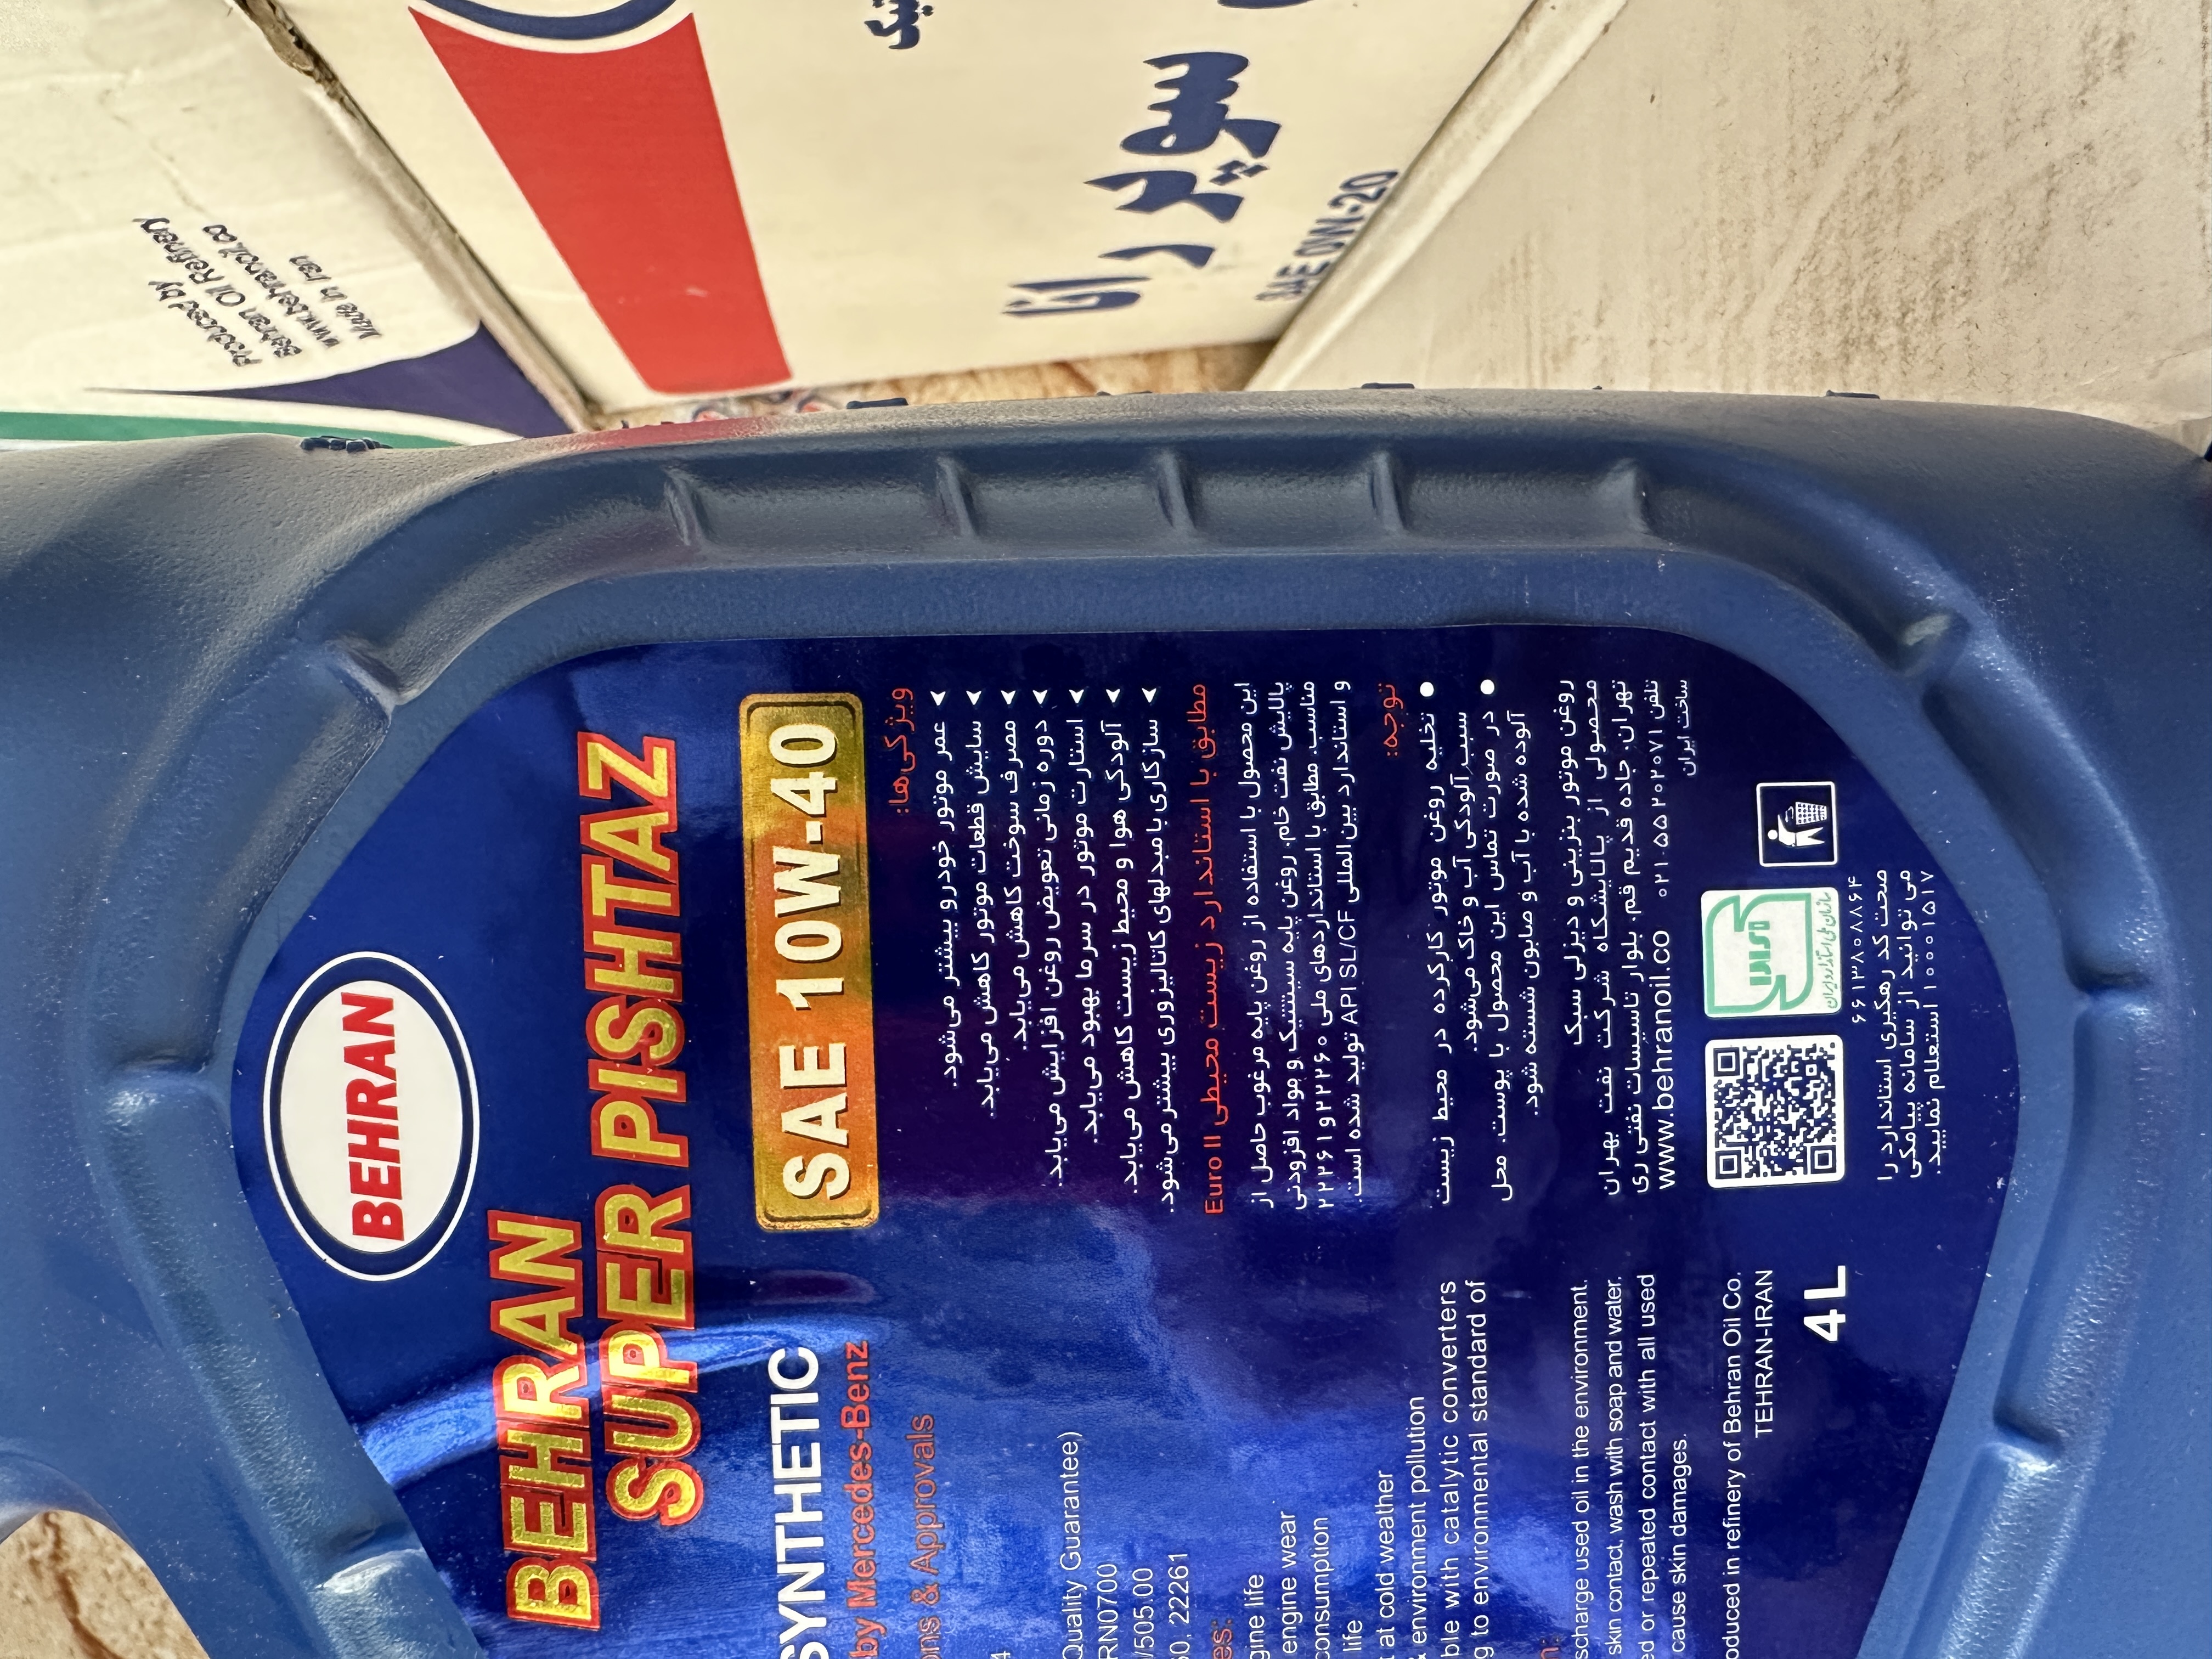 BEHRAN
BEHRAN
SUPER PISHTAZ
SAE 10W-40
SYNTHETIC
by Mercedes-Benz
& Approvals
Quality Guarantee)
RN0700
/505.00
22261
engine wear
consumption
life
at cold weather
& environment pollution
with catalytic converters
to environmental standard of
used oil in the environment.
skin contact, wash with soap and water.
or repeated contact with all used
cause skin damages.
in refinery of Behran Oil Co.
TEHRAN-IRAN
4L
ویژگی‌ها:
عمر موتور خودرو بیشتر می‌شود.
سایش قطعات موتور کاهش می‌یابد.
مصرف سوخت کاهش می‌یابد.
دوره زمانی تعویض روغن افزایش می‌یابد.
استارت موتور در سرما بهبود می‌یابد.
آلودگی هوا و محیط زیست کاهش می‌یابد.
سازگاری با مبدلهای کاتالیزوری بیشتر می‌شود.
مطابق با استاندارد زیست محیطی Euro II
این محصول با استفاده از روغن پایه مرغوب حاصل از
پالایش نفت خام، روغن پایه سینتتیک و مواد افزودنی
مناسب، مطابق با استانداردهای ملی ۲۲۲۶۰ و ۲۲۲۶۱
و استاندارد بین‌المللی API SL/CF تولید شده است.
توجه:
● تخلیه روغن موتور کارکرده در محیط زیست
سبب آلودگی آب و خاک می‌شود.
● در صورت تماس این محصول با پوست، محل
آلوده شده با آب و صابون شسته شود.
روغن موتور بنزینی و دیزلی سبک
محصولی از پالایشگاه شرکت نفت بهران
تهران، جاده قدیم قم، بلوار تاسیسات نفتی ری
تلفن ۵۵۲۰۲۰۷۱-۰۲۱ www.behranoil.co
ساخت ایران
سازمان ملی استاندارد ایران
۶۶۱۳۸۰۸۸۶۴
صحت کد رهگیری استاندارد را
می توانید از سامانه پیامکی
۱۰۰۰۱۵۱۷ استعلام نمایید.
Produced by
Behran Oil Refinery
www.behranoil.co
Made in Iran
سوپر رانا
SAE 0W-20